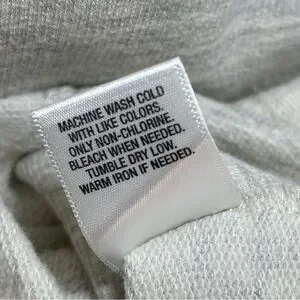 MACHINE WASH COLD
WITH LIKE COLORS.
ONLY NON-CHLORINE.
BLEACH WHEN NEEDED.
TUMBLE DRY LOW.
WARM IRON IF NEEDED.